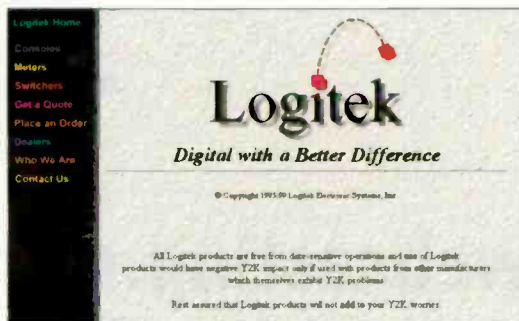 Logitek Home
Consoles
Meters
Switchers
Get a Quote
Place an Order
Dealers
Who We Are
Contact Us
Logitek
Digital with a Better Difference
© Copyright 1995-99 Logitek Electronic Systems, Inc
All Logitek products are free from date-sensitive operations and use of Logitek
products would have negative Y2K impact only if used with products from other manufacturers
which themselves exhibit Y2K problems
Rest assured that Logitek products will not add to your Y2K worries